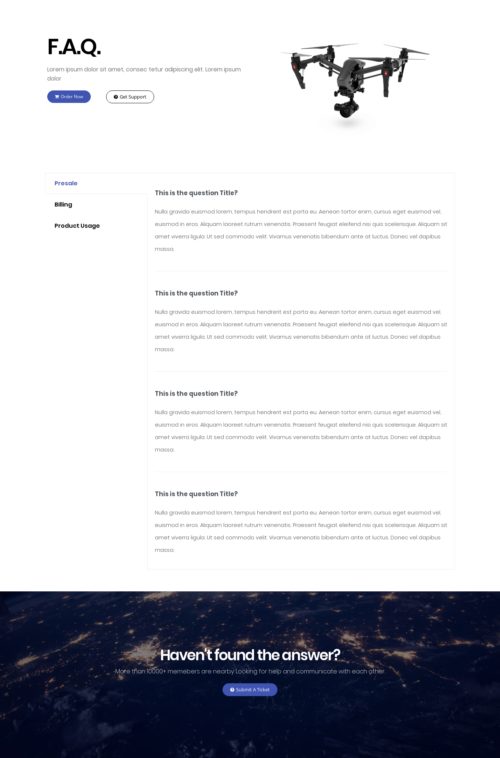 F.A.Q.
Lorem ipsum dolor sit amet, consec tetur adipiscing elit. Lorem ipsum
dolor
Order Now
Get Support
Presale
Billing
Product Usage
This is the question Title?
Nulla gravida euismod lorem, tempus hendrerit est porta eu. Aenean tortor enim, cursus eget euismod vel,
euismod in eros. Aliquam laoreet rutrum venenatis. Praesent feugiat eleifend nisi quis scelerisque. Aliquam sit
amet viverra ligula. Ut sed commodo velit. Vivamus venenatis bibendum ante at luctus. Donec vel dapibus
massa.
This is the question Title?
Nulla gravida euismod lorem, tempus hendrerit est porta eu. Aenean tortor enim, cursus eget euismod vel,
euismod in eros. Aliquam laoreet rutrum venenatis. Praesent feugiat eleifend nisi quis scelerisque. Aliquam sit
amet viverra ligula. Ut sed commodo velit. Vivamus venenatis bibendum ante at luctus. Donec vel dapibus
massa.
This is the question Title?
Nulla gravida euismod lorem, tempus hendrerit est porta eu. Aenean tortor enim, cursus eget euismod vel,
euismod in eros. Aliquam laoreet rutrum venenatis. Praesent feugiat eleifend nisi quis scelerisque. Aliquam sit
amet viverra ligula. Ut sed commodo velit. Vivamus venenatis bibendum ante at luctus. Donec vel dapibus
massa.
This is the question Title?
Nulla gravida euismod lorem, tempus hendrerit est porta eu. Aenean tortor enim, cursus eget euismod vel,
euismod in eros. Aliquam laoreet rutrum venenatis. Praesent feugiat eleifend nisi quis scelerisque. Aliquam sit
amet viverra ligula. Ut sed commodo velit. Vivamus venenatis bibendum ante at luctus. Donec vel dapibus
massa.
Haven't found the answer?
More than 10000+ memebers are nearby Looking for help and communicate with each other.
Submit A Ticket